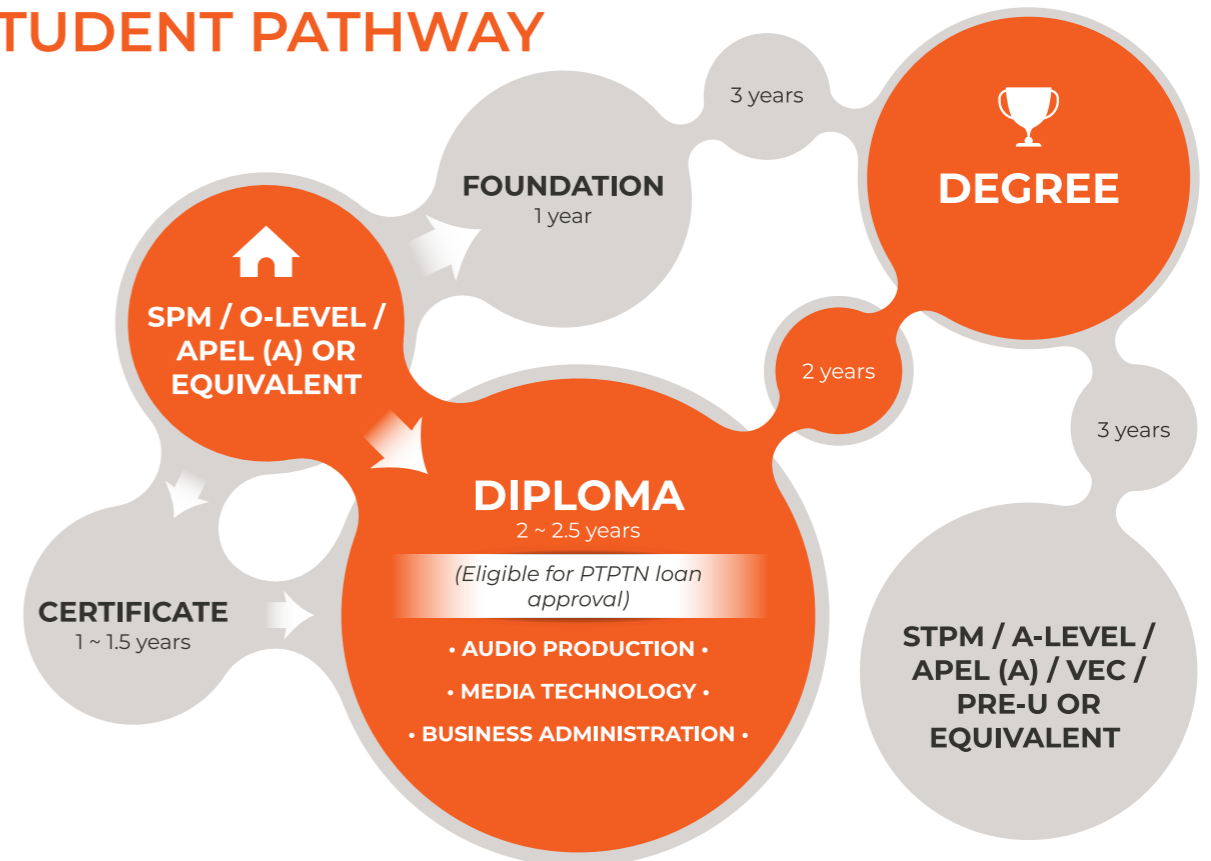 TUDENT PATHWAY
3 years
DEGREE
FOUNDATION
1 year
SPM / O-LEVEL /
APEL (A) OR
EQUIVALENT
2 years
3 years
DIPLOMA
2 ~ 2.5 years
(Eligible for PTPTN loan
approval)
• AUDIO PRODUCTION •
• MEDIA TECHNOLOGY •
• BUSINESS ADMINISTRATION •
CERTIFICATE
1 ~ 1.5 years
STPM / A-LEVEL /
APEL (A) / VEC /
PRE-U OR
EQUIVALENT